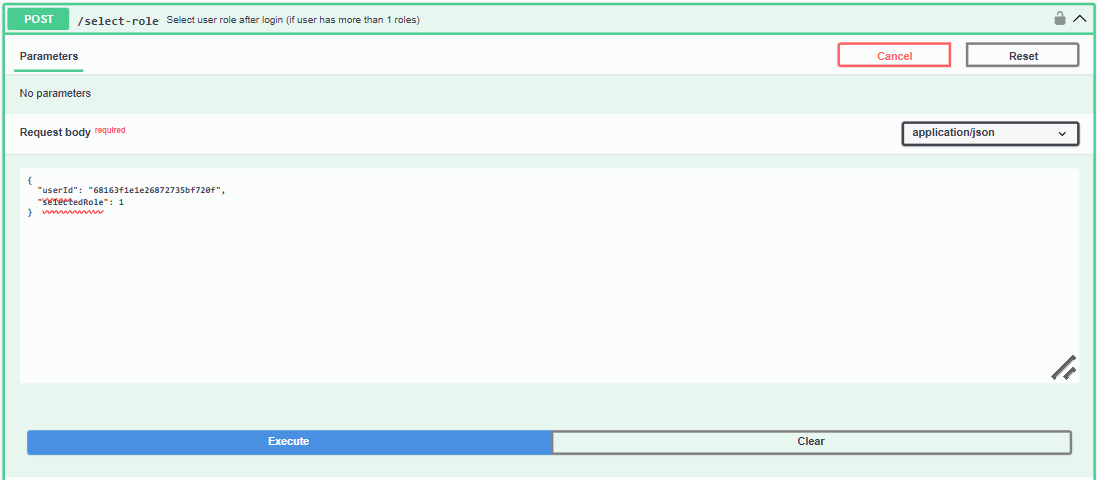 POST /select-role Select user role after login (if user has more than 1 roles)
Parameters Cancel Reset
No parameters
Request body required application/json
{
"userId": "68163f1e1e26872735bf720f",
"selectedRole": 1
}
Execute Clear